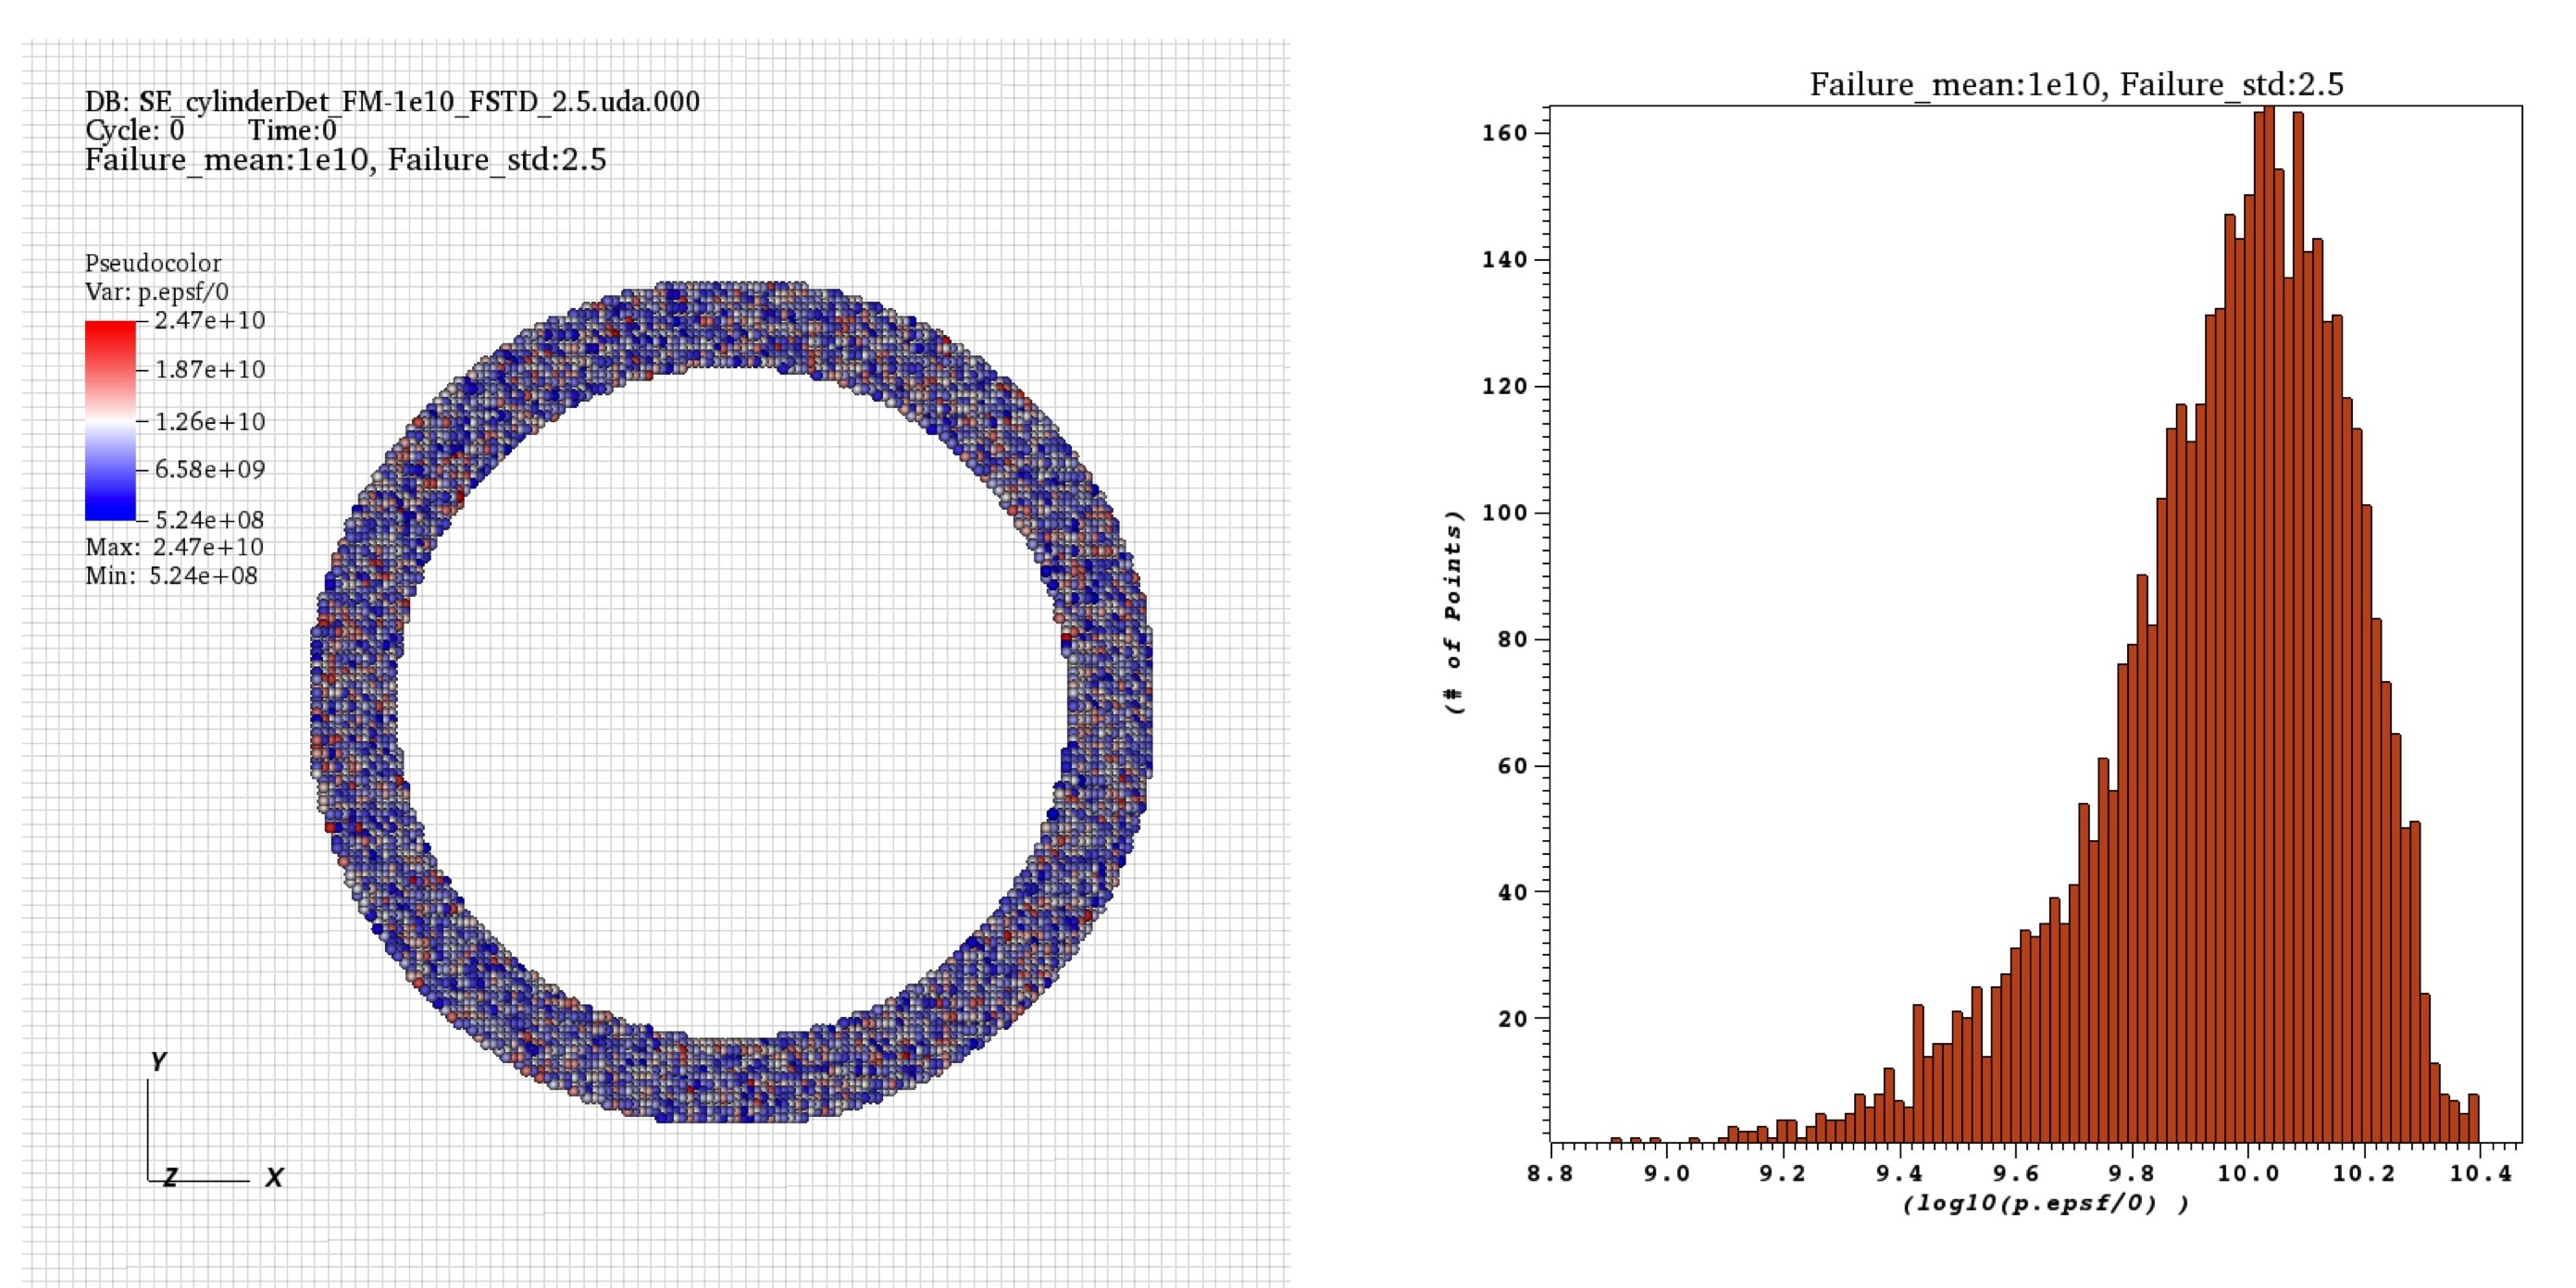 DB: SE_cylinderDet_FM-1e10_FSTD_2.5.uda.000
Cycle: 0 Time:0
Failure_mean:1e10, Failure_std:2.5
Pseudocolor
Var: p.epsf/0
2.47e+10
1.87e+10
1.26e+10
6.58e+09
5.24e+08
Max: 2.47e+10
Min: 5.24e+08
Y
Z X
Failure_mean:1e10, Failure_std:2.5
160
140
120
100
80
60
40
20
(# of Points)
8.8 9.0 9.2 9.4 9.6 9.8 10.0 10.2 10.4
(log10(p.epsf/0) )